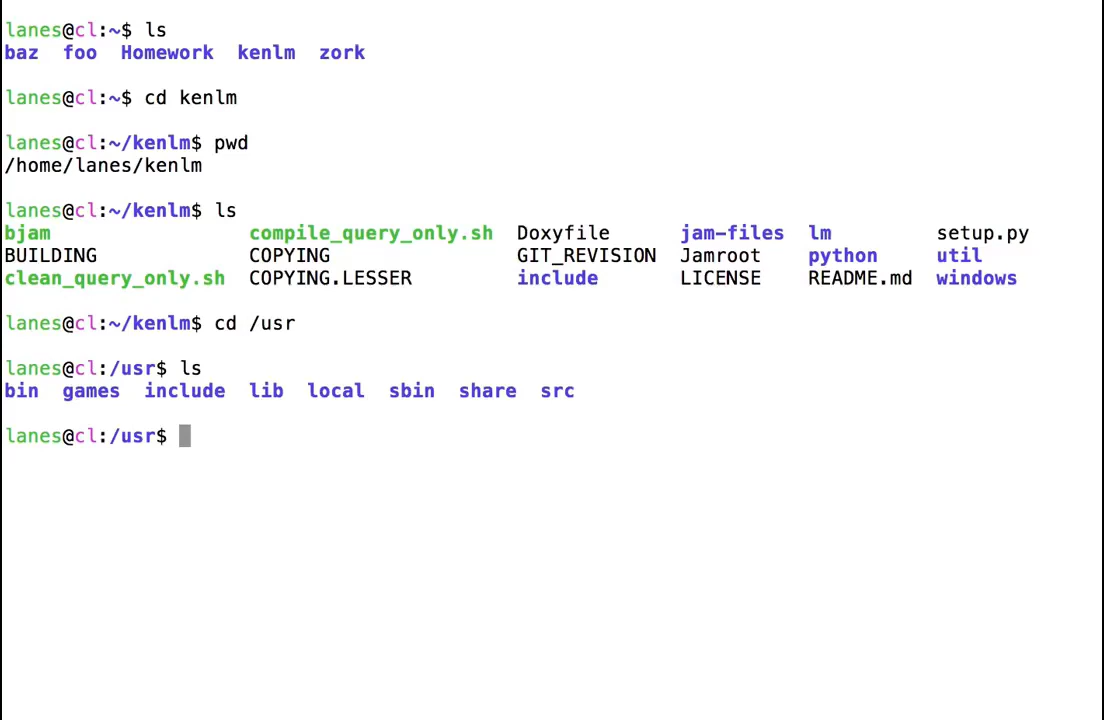 lanes@cl:~$ ls
baz  foo  Homework  kenlm  zork
lanes@cl:~$ cd kenlm
lanes@cl:~/kenlm$ pwd
/home/lanes/kenlm
lanes@cl:~/kenlm$ ls
bjam                 compile_query_only.sh  Doxyfile      jam-files  lm         setup.py
BUILDING             COPYING                GIT_REVISION  Jamroot    python     util
clean_query_only.sh  COPYING.LESSER         include       LICENSE    README.md  windows
lanes@cl:~/kenlm$ cd /usr
lanes@cl:/usr$ ls
bin  games  include  lib  local  sbin  share  src
lanes@cl:/usr$